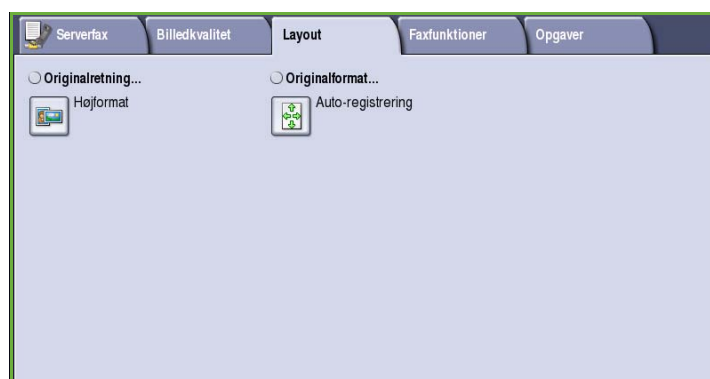 Serverfax Billedkvalitet Layout Faxfunktioner Opgaver
Originalretning... Originalformat...
Højformat Auto-registrering